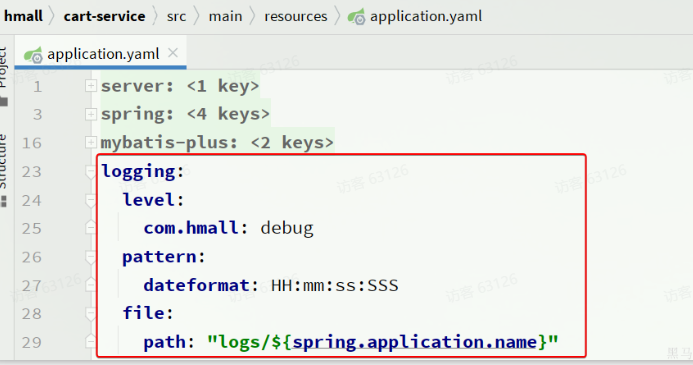 hmall > cart-service > src > main > resources > application.yaml
Project
application.yaml ×
Structure
1 server: <1 key>
3 spring: <4 keys>
16 mybatis-plus: <2 keys>
23 logging:
24 level:
25 com.hmall: debug
26 pattern:
27 dateformat: HH:mm:ss:SSS
28 file:
29 path: "logs/${spring.application.name}"
访客 63126
黑马